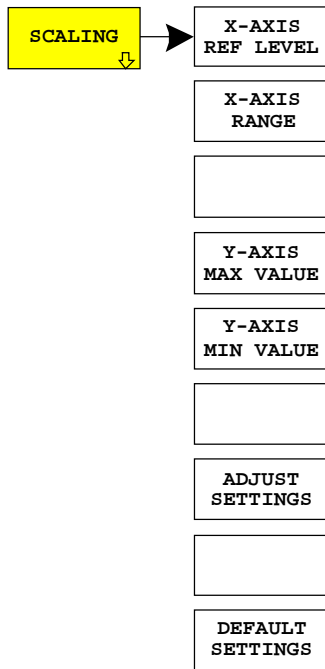 SCALING
X-AXIS
REF LEVEL
X-AXIS
RANGE
Y-AXIS
MAX VALUE
Y-AXIS
MIN VALUE
ADJUST
SETTINGS
DEFAULT
SETTINGS